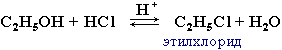 C₂H₅OH + HCl ⇌ C₂H₅Cl + H₂O
H⁺
этилхлорид